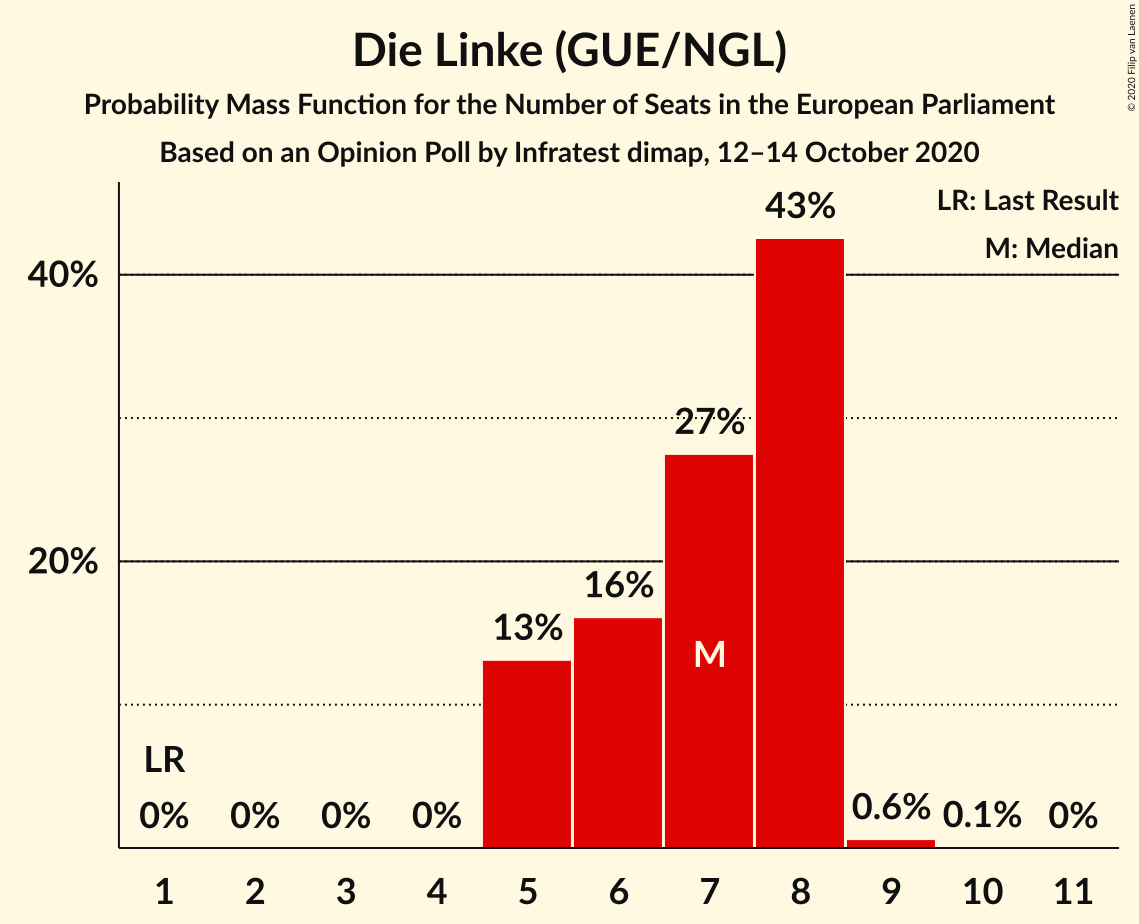 Die Linke (GUE/NGL)
Probability Mass Function for the Number of Seats in the European Parliament
Based on an Opinion Poll by Infratest dimap, 12–14 October 2020
© 2020 Filip van Laenen
LR: Last Result
M: Median
43%
40%
27%
20%
16%
13%
M
LR
0% 0% 0% 0% 0.6% 0.1% 0%
1 2 3 4 5 6 7 8 9 10 11